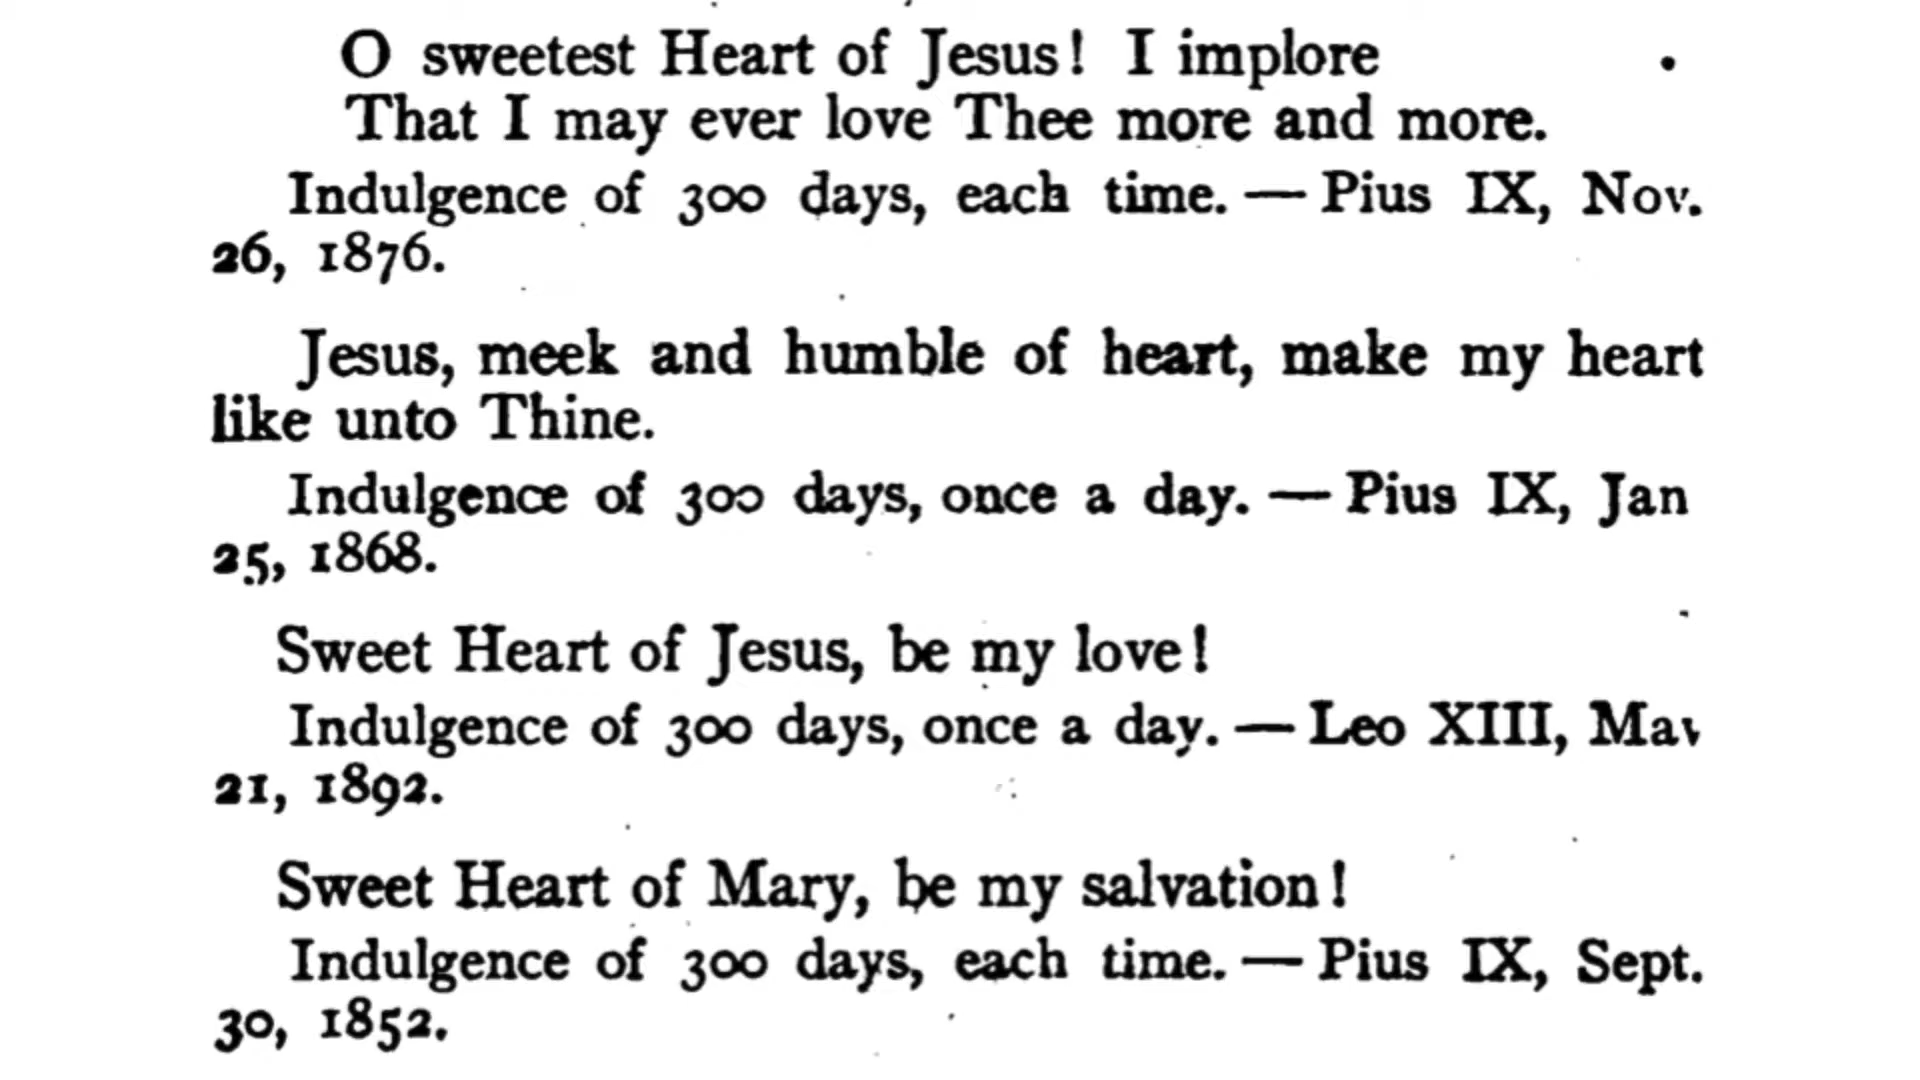 O sweetest Heart of Jesus! I implore
That I may ever love Thee more and more.
Indulgence of 300 days, each time. — Pius IX, Nov.
26, 1876.
Jesus, meek and humble of heart, make my heart
like unto Thine.
Indulgence of 300 days, once a day. — Pius IX, Jan
25, 1868.
Sweet Heart of Jesus, be my love!
Indulgence of 300 days, once a day. — Leo XIII, May
21, 1892.
Sweet Heart of Mary, be my salvation!
Indulgence of 300 days, each time. — Pius IX, Sept.
30, 1852.